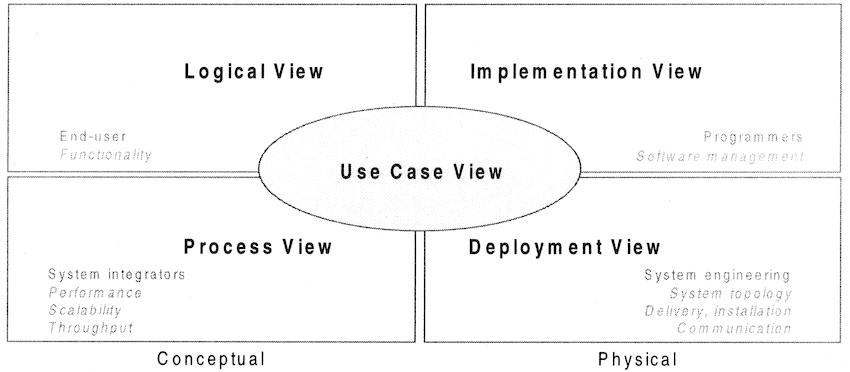 Logical View
End-user
Functionality
Implementation View
Programmers
Software management
Use Case View
Process View
System integrators
Performance
Scalability
Throughput
Deployment View
System engineering
System topology
Delivery, installation
Communication
Conceptual
Physical